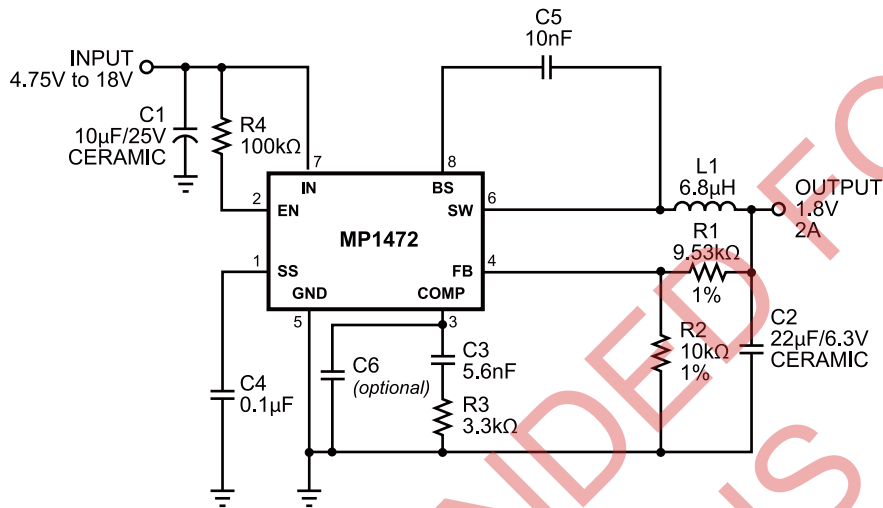 C5
10nF
INPUT
4.75V to 18V
C1
10µF/25V
CERAMIC
R4
100kΩ
7
8
IN
BS
2
EN
SW
6
L1
6.8µH
OUTPUT
1.8V
2A
MP1472
1
SS
FB
4
R1
9.53kΩ
1%
GND
COMP
5
3
C4
0.1µF
C6
(optional)
C3
5.6nF
R3
3.3kΩ
R2
10kΩ
1%
C2
22µF/6.3V
CERAMIC